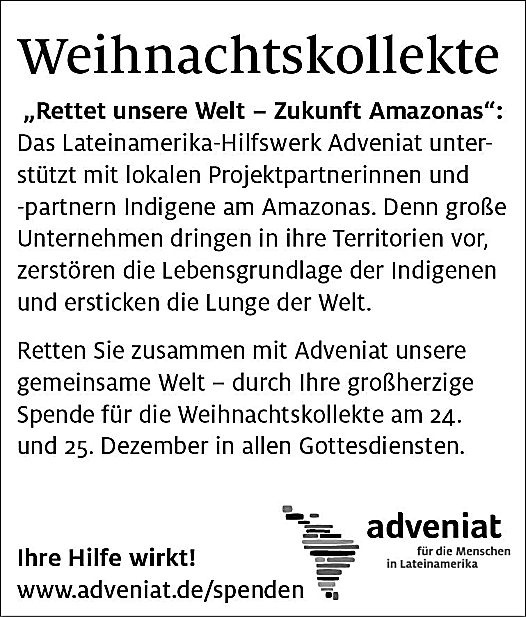 Weihnachtskollekte
„Rettet unsere Welt – Zukunft Amazonas“:
Das Lateinamerika-Hilfswerk Adveniat unter-
stützt mit lokalen Projektpartnerinnen und
-partnern Indigene am Amazonas. Denn große
Unternehmen dringen in ihre Territorien vor,
zerstören die Lebensgrundlage der Indigenen
und ersticken die Lunge der Welt.
Retten Sie zusammen mit Adveniat unsere
gemeinsame Welt – durch Ihre großherzige
Spende für die Weihnachtskollekte am 24.
und 25. Dezember in allen Gottesdiensten.
Ihre Hilfe wirkt!
www.adveniat.de/spenden
adveniat
für die Menschen
in Lateinamerika